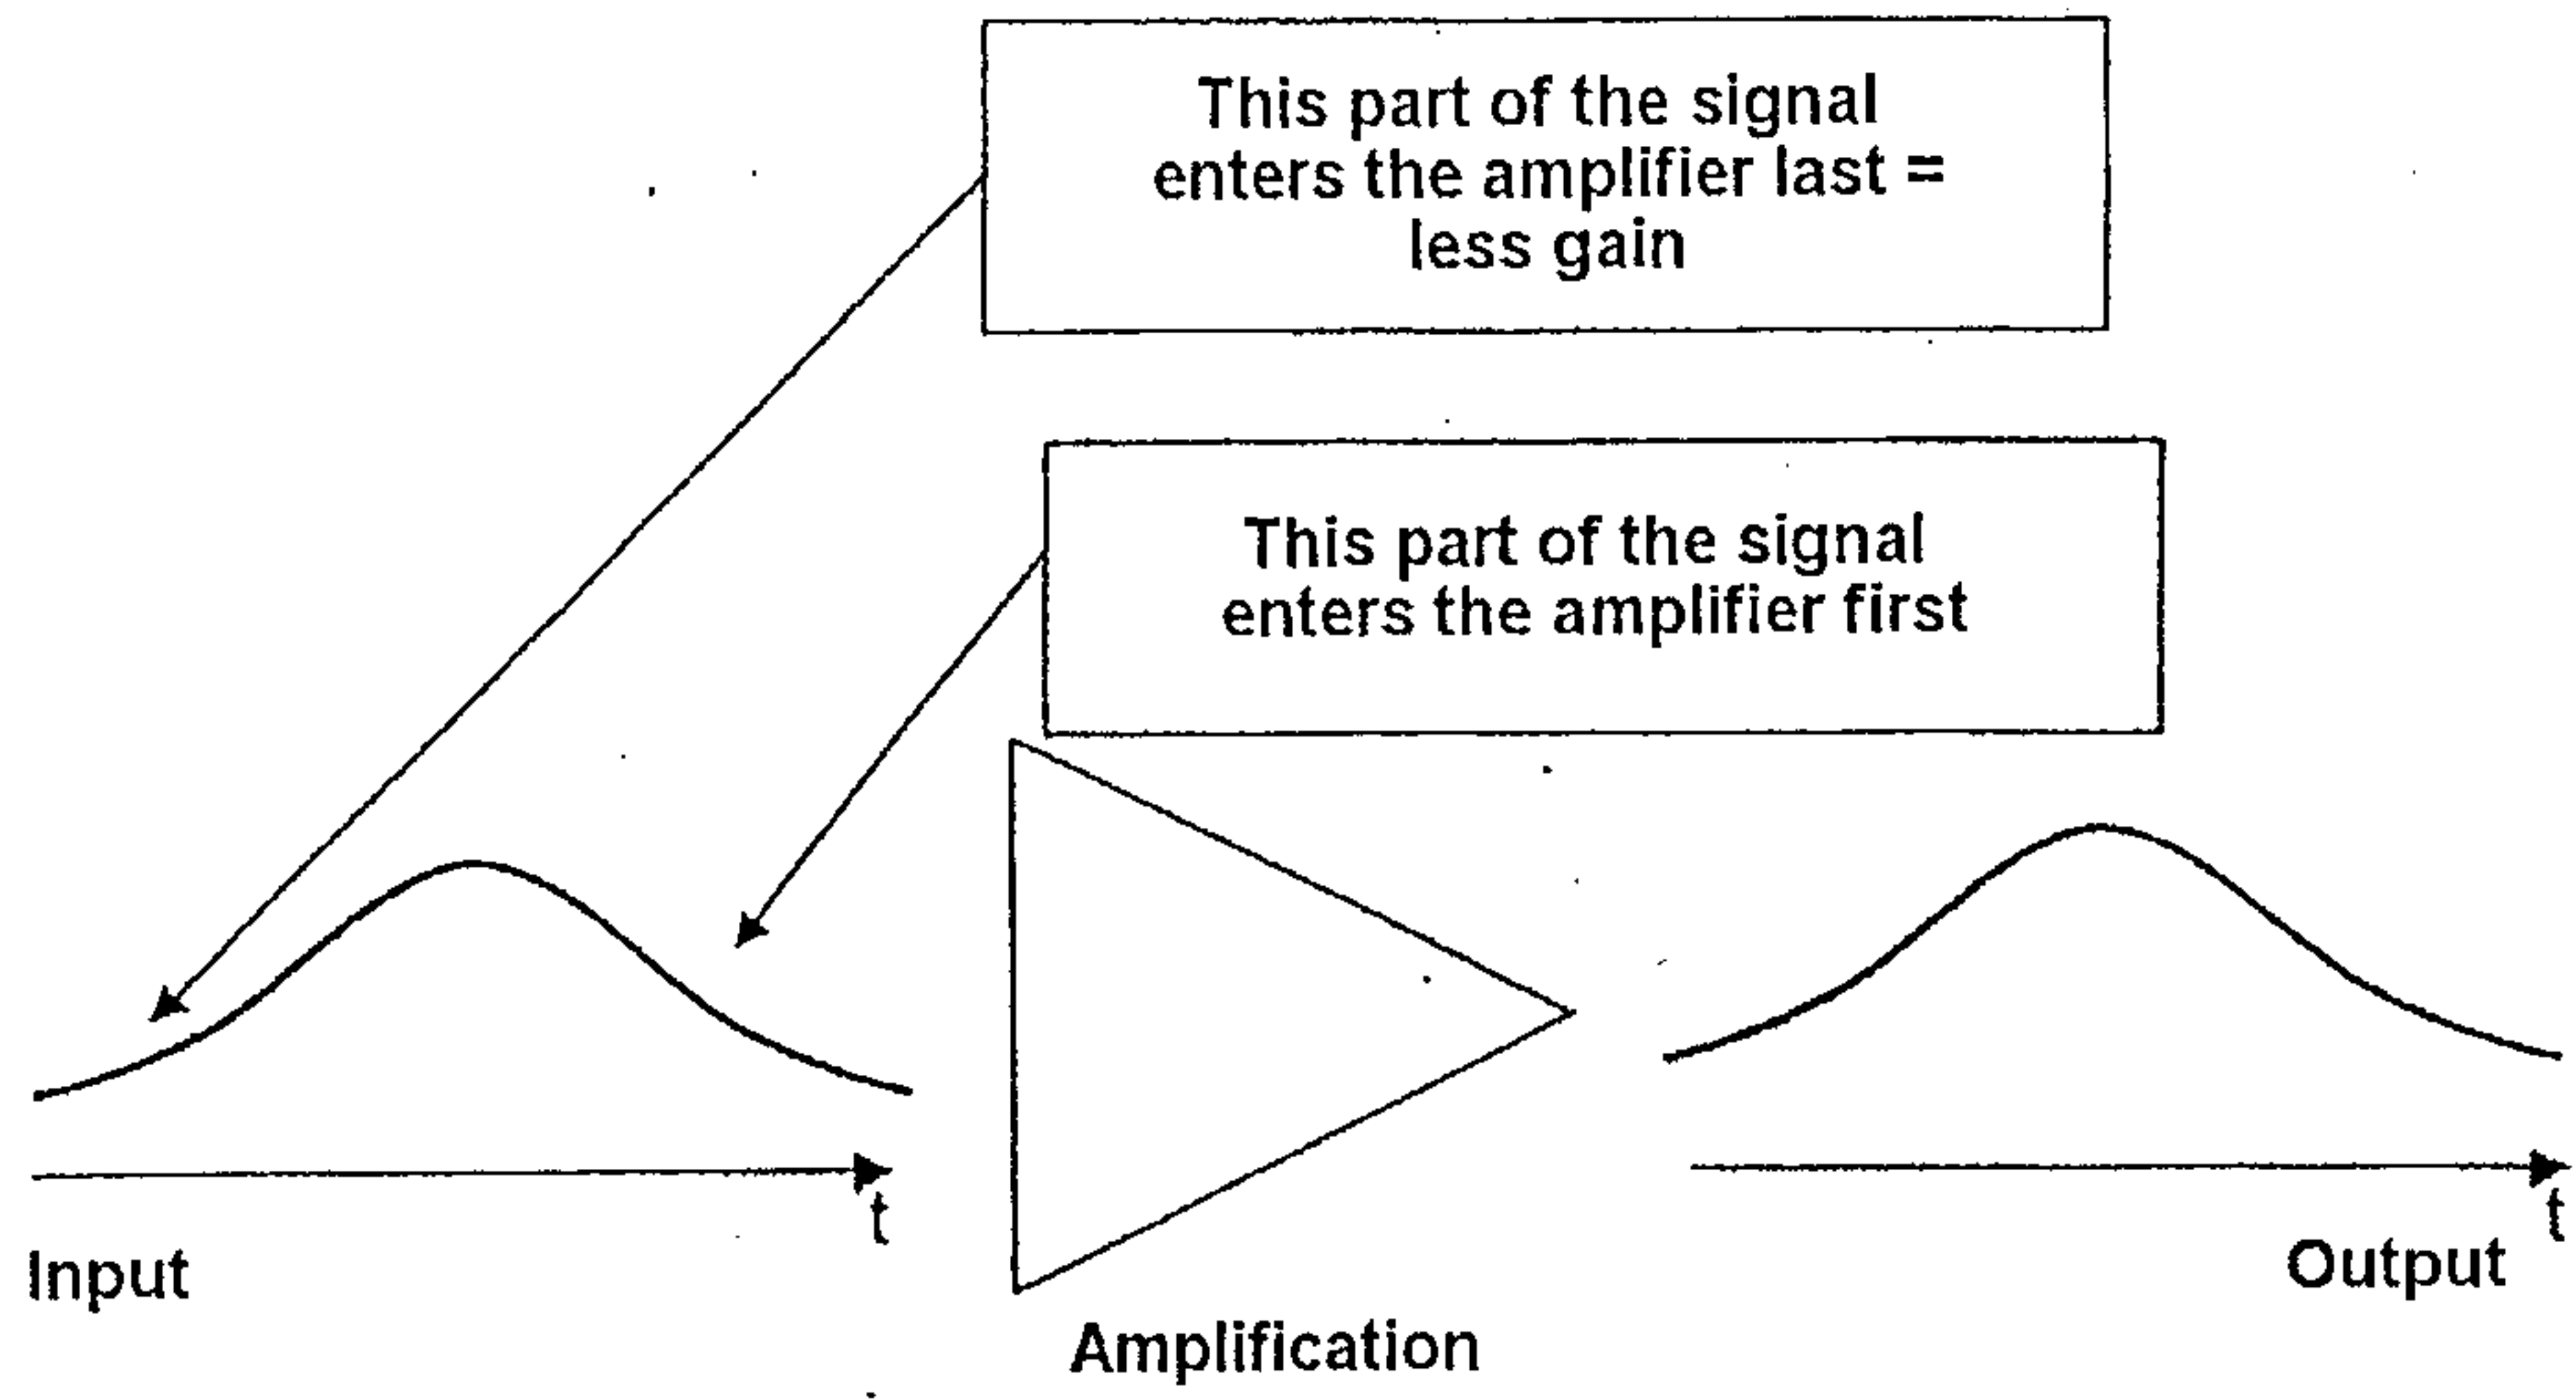 This part of the signal
enters the amplifier last =
less gain
This part of the signal
enters the amplifier first
t
t
Input
Output
Amplification